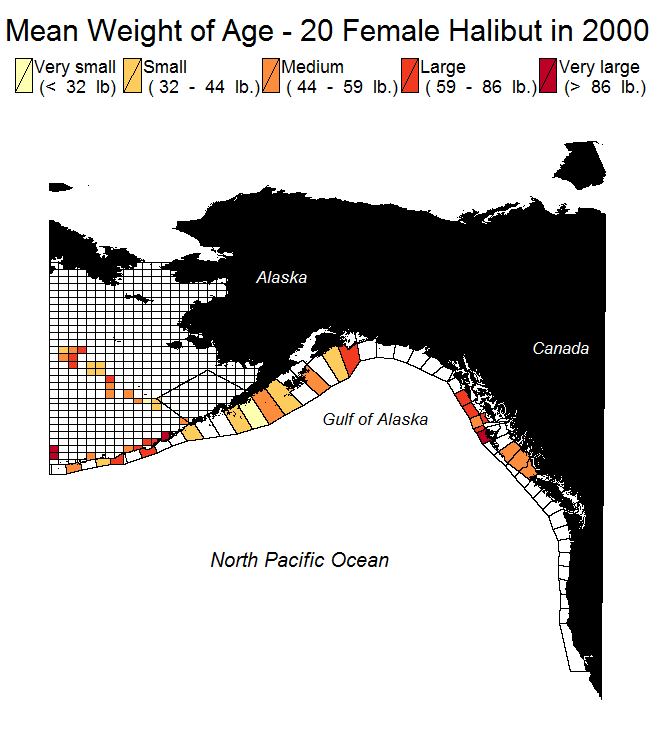 Mean Weight of Age - 20 Female Halibut in 2000
Very small Small Medium Large Very large
(< 32 lb) ( 32 - 44 lb.) ( 44 - 59 lb.) ( 59 - 86 lb.) (> 86 lb.)
Alaska
Canada
Gulf of Alaska
North Pacific Ocean